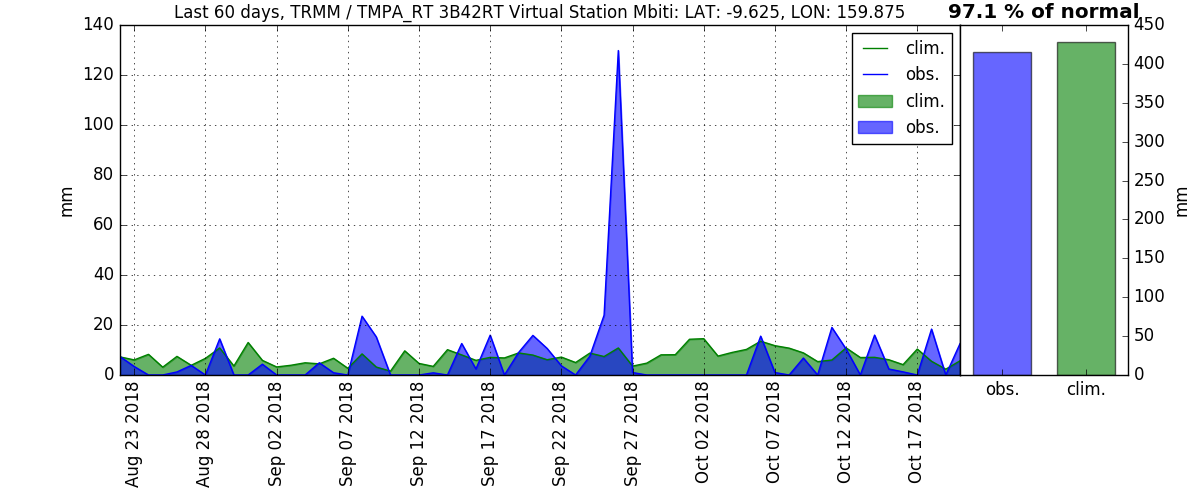 Last 60 days, TRMM / TMPA_RT 3B42RT Virtual Station Mbiti: LAT: -9.625, LON: 159.875
97.1 % of normal
140
120
100
80
60
40
20
0
mm
clim.
obs.
clim.
obs.
450
400
350
300
250
200
150
100
50
0
mm
Aug 23 2018
Aug 28 2018
Sep 02 2018
Sep 07 2018
Sep 12 2018
Sep 17 2018
Sep 22 2018
Sep 27 2018
Oct 02 2018
Oct 07 2018
Oct 12 2018
Oct 17 2018
obs.
clim.